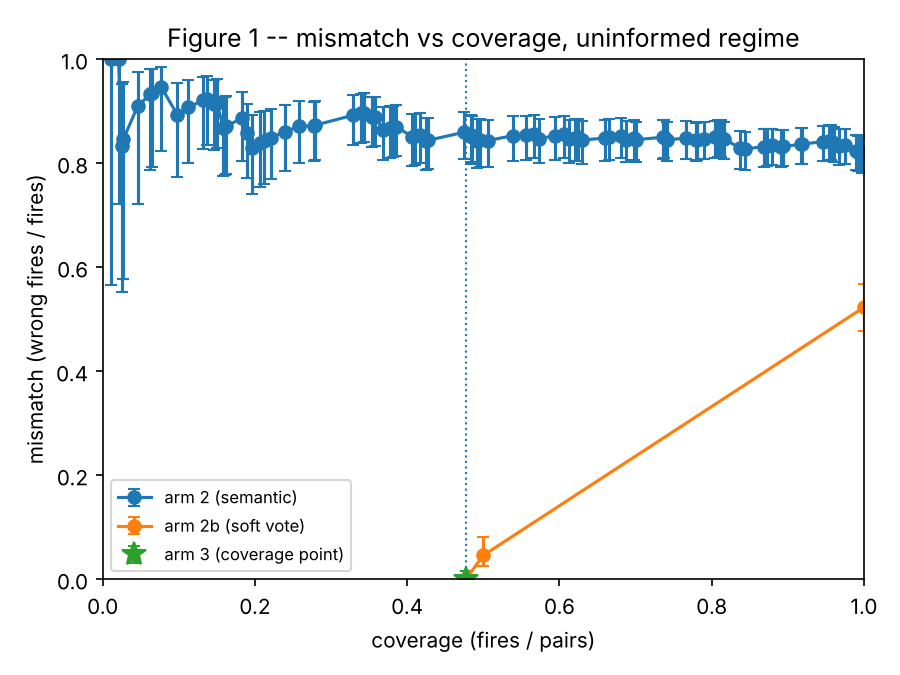 Figure 1 -- mismatch vs coverage, uninformed regime
1.0
0.8
0.6
0.4
0.2
0.0
mismatch (wrong fires / fires)
arm 2 (semantic)
arm 2b (soft vote)
arm 3 (coverage point)
0.0 0.2 0.4 0.6 0.8 1.0
coverage (fires / pairs)